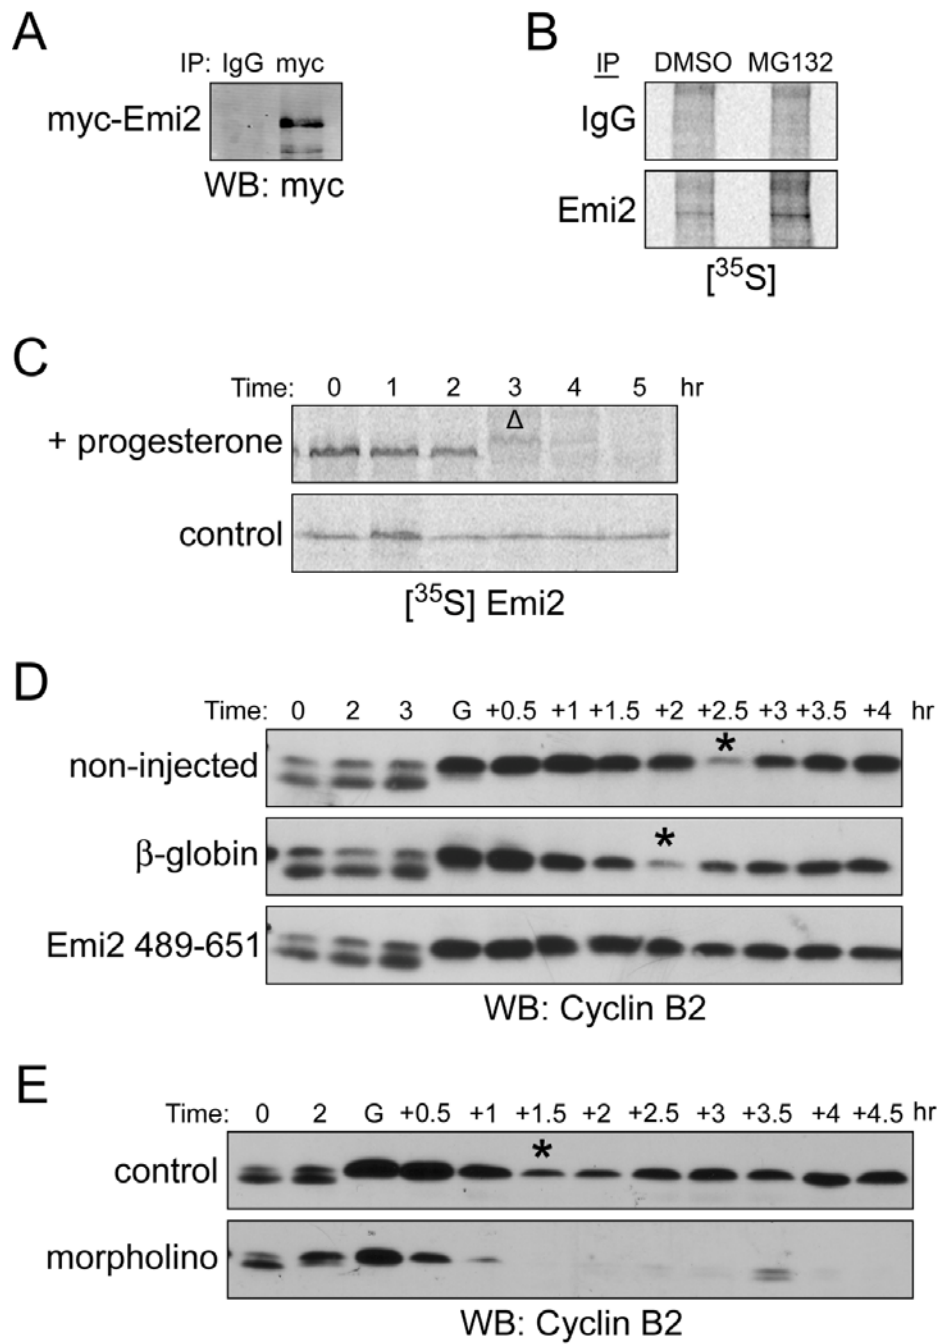 A
IP: IgG myc
myc-Emi2
WB: myc
B
IP DMSO MG132
IgG
Emi2
[³⁵S]
C
Time: 0 1 2 3 4 5 hr
Δ
+ progesterone
control
[³⁵S] Emi2
D
Time: 0 2 3 G +0.5 +1 +1.5 +2 +2.5 +3 +3.5 +4 hr
*
non-injected
*
β-globin
Emi2 489-651
WB: Cyclin B2
E
Time: 0 2 G +0.5 +1 +1.5 +2 +2.5 +3 +3.5 +4 +4.5 hr
*
control
morpholino
WB: Cyclin B2